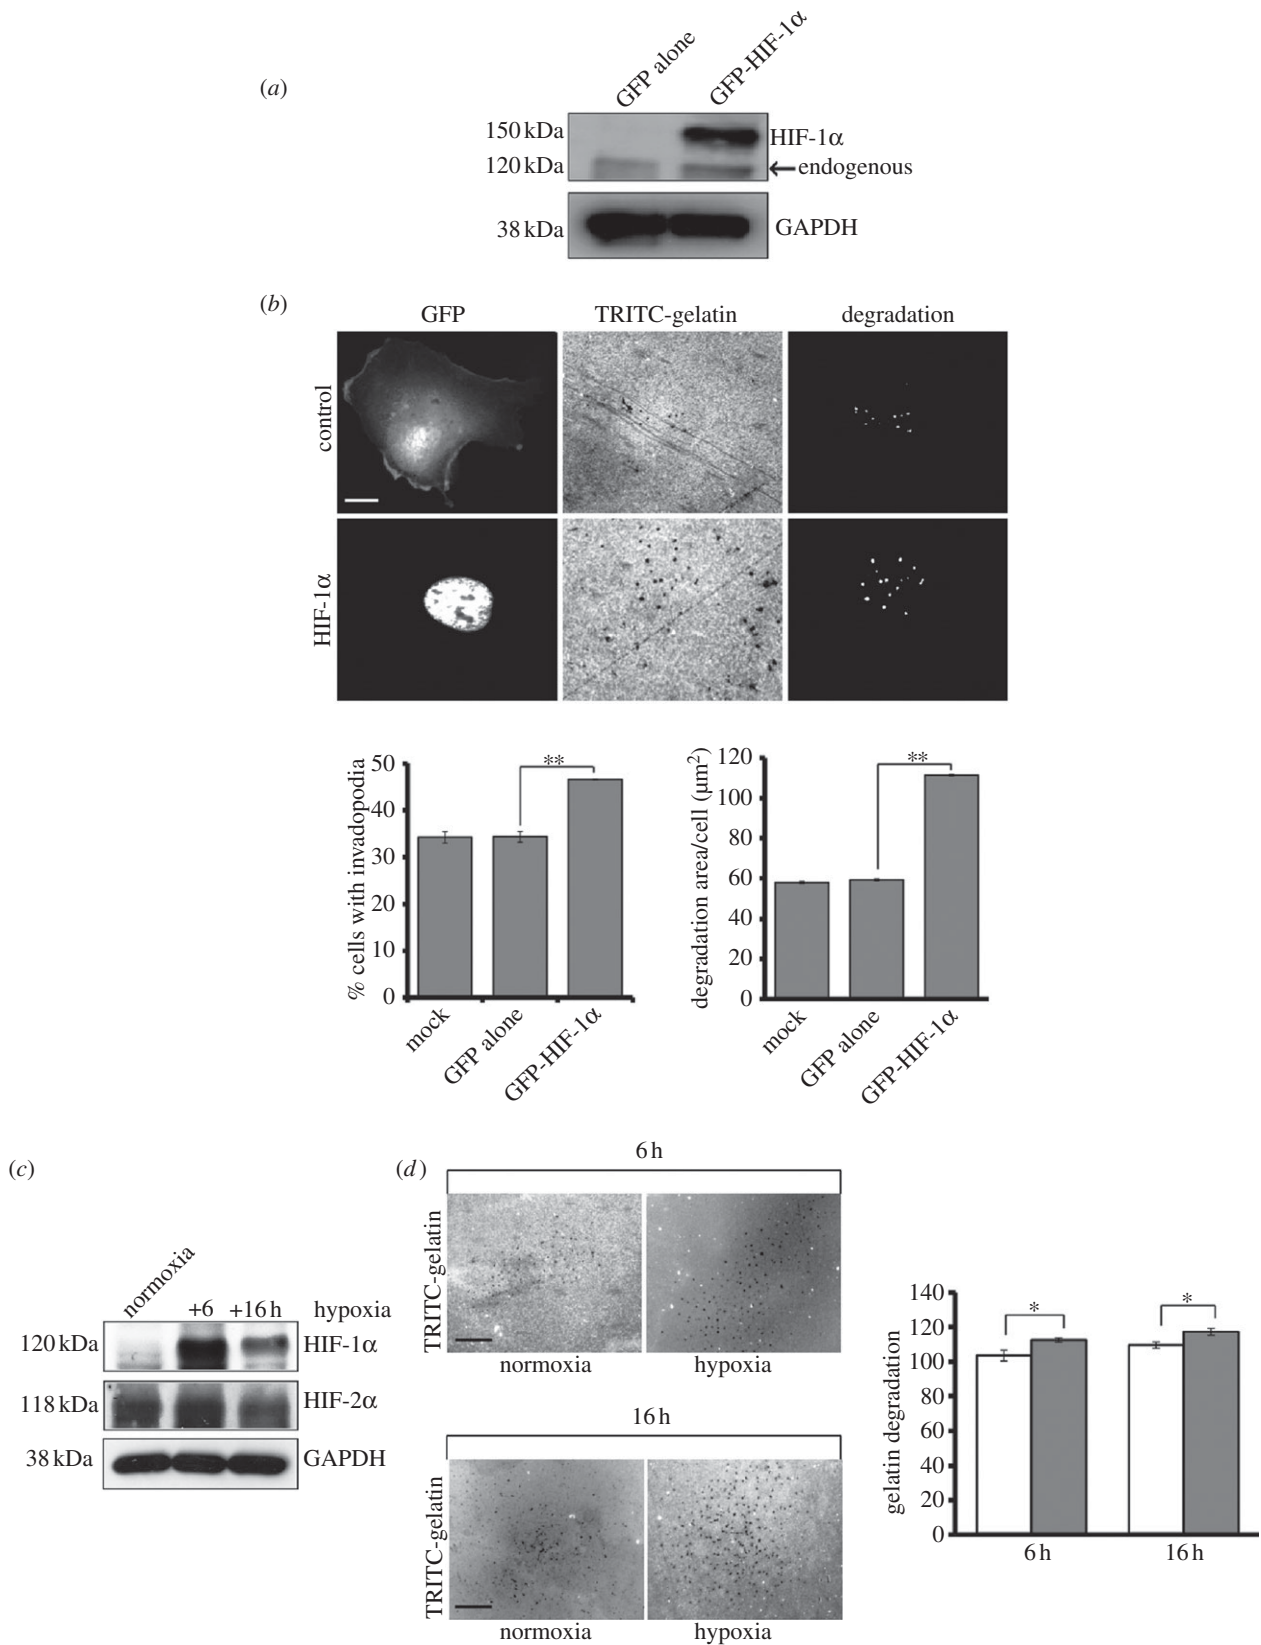 (a)
GFP alone
GFP-HIF-1α
150 kDa
HIF-1α
120 kDa
←endogenous
38 kDa
GAPDH
(b)
GFP
TRITC-gelatin
degradation
control
HIF-1α
% cells with invadopodia
50
40
30
20
10
0
**
mock
GFP alone
GFP-HIF-1α
degradation area/cell (μm²)
120
100
80
60
40
20
0
**
mock
GFP alone
GFP-HIF-1α
(c)
normoxia
+6
+16 h
hypoxia
120 kDa
HIF-1α
118 kDa
HIF-2α
38 kDa
GAPDH
(d)
6 h
TRITC-gelatin
normoxia
hypoxia
16 h
TRITC-gelatin
normoxia
hypoxia
gelatin degradation
140
120
100
80
60
40
20
0
*
*
6 h
16 h